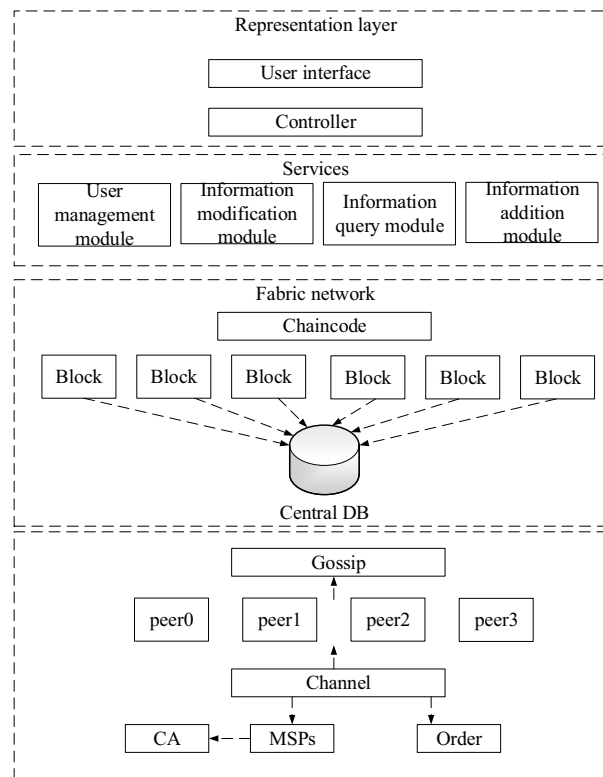 Representation layer
User interface
Controller
Services
User
management
module
Information
modification
module
Information
query module
Information
addition
module
Fabric network
Chaincode
Block
Block
Block
Block
Block
Block
Central DB
Gossip
peer0
peer1
peer2
peer3
Channel
CA
MSPs
Order